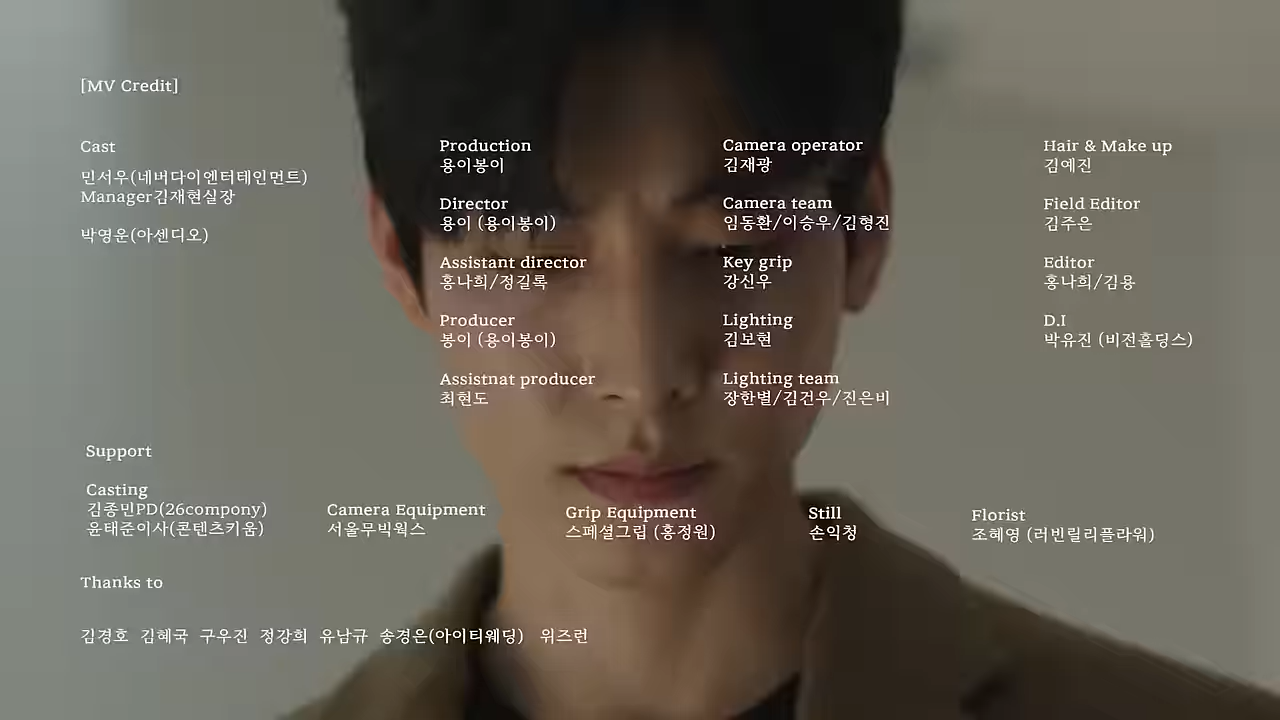 [MV Credit]
Cast
민서우(네버다이엔터테인먼트)
Manager김재현실장
박영운(아센디오)
Production
용이봉이
Director
용이 (용이봉이)
Assistant director
홍나희/정길록
Producer
봉이 (용이봉이)
Assistnat producer
최현도
Camera operator
김재광
Camera team
임동환/이승우/김형진
Key grip
강신우
Lighting
김보현
Lighting team
장한별/김건우/진은비
Hair & Make up
김예진
Field Editor
김주은
Editor
홍나희/김용
D.I
박유진 (비전홀딩스)
Support
Casting
김종민PD(26compony)
윤태준이사(콘텐츠키움)
Camera Equipment
서울무빅웍스
Grip Equipment
스페셜그립 (홍정원)
Still
손익청
Florist
조혜영 (러빈릴리플라워)
Thanks to
김경호 김혜국 구우진 정강희 유남규 송경은(아이티웨딩) 위즈런